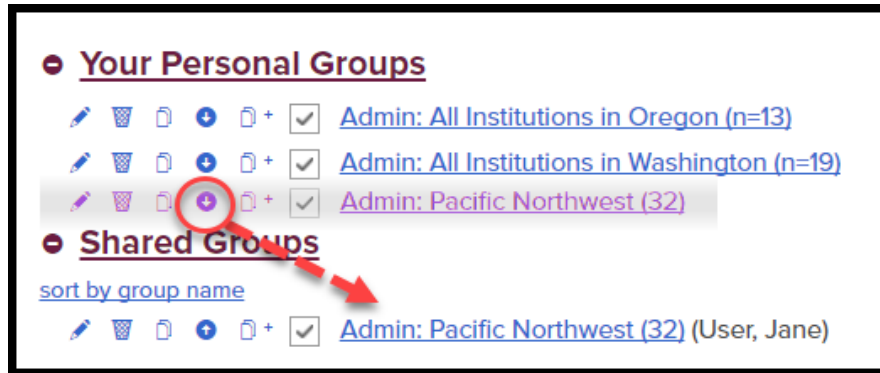 Your Personal Groups
+ Admin: All Institutions in Oregon (n=13)
+ Admin: All Institutions in Washington (n=19)
+ Admin: Pacific Northwest (32)
Shared Groups
sort by group name
+ Admin: Pacific Northwest (32) (User, Jane)